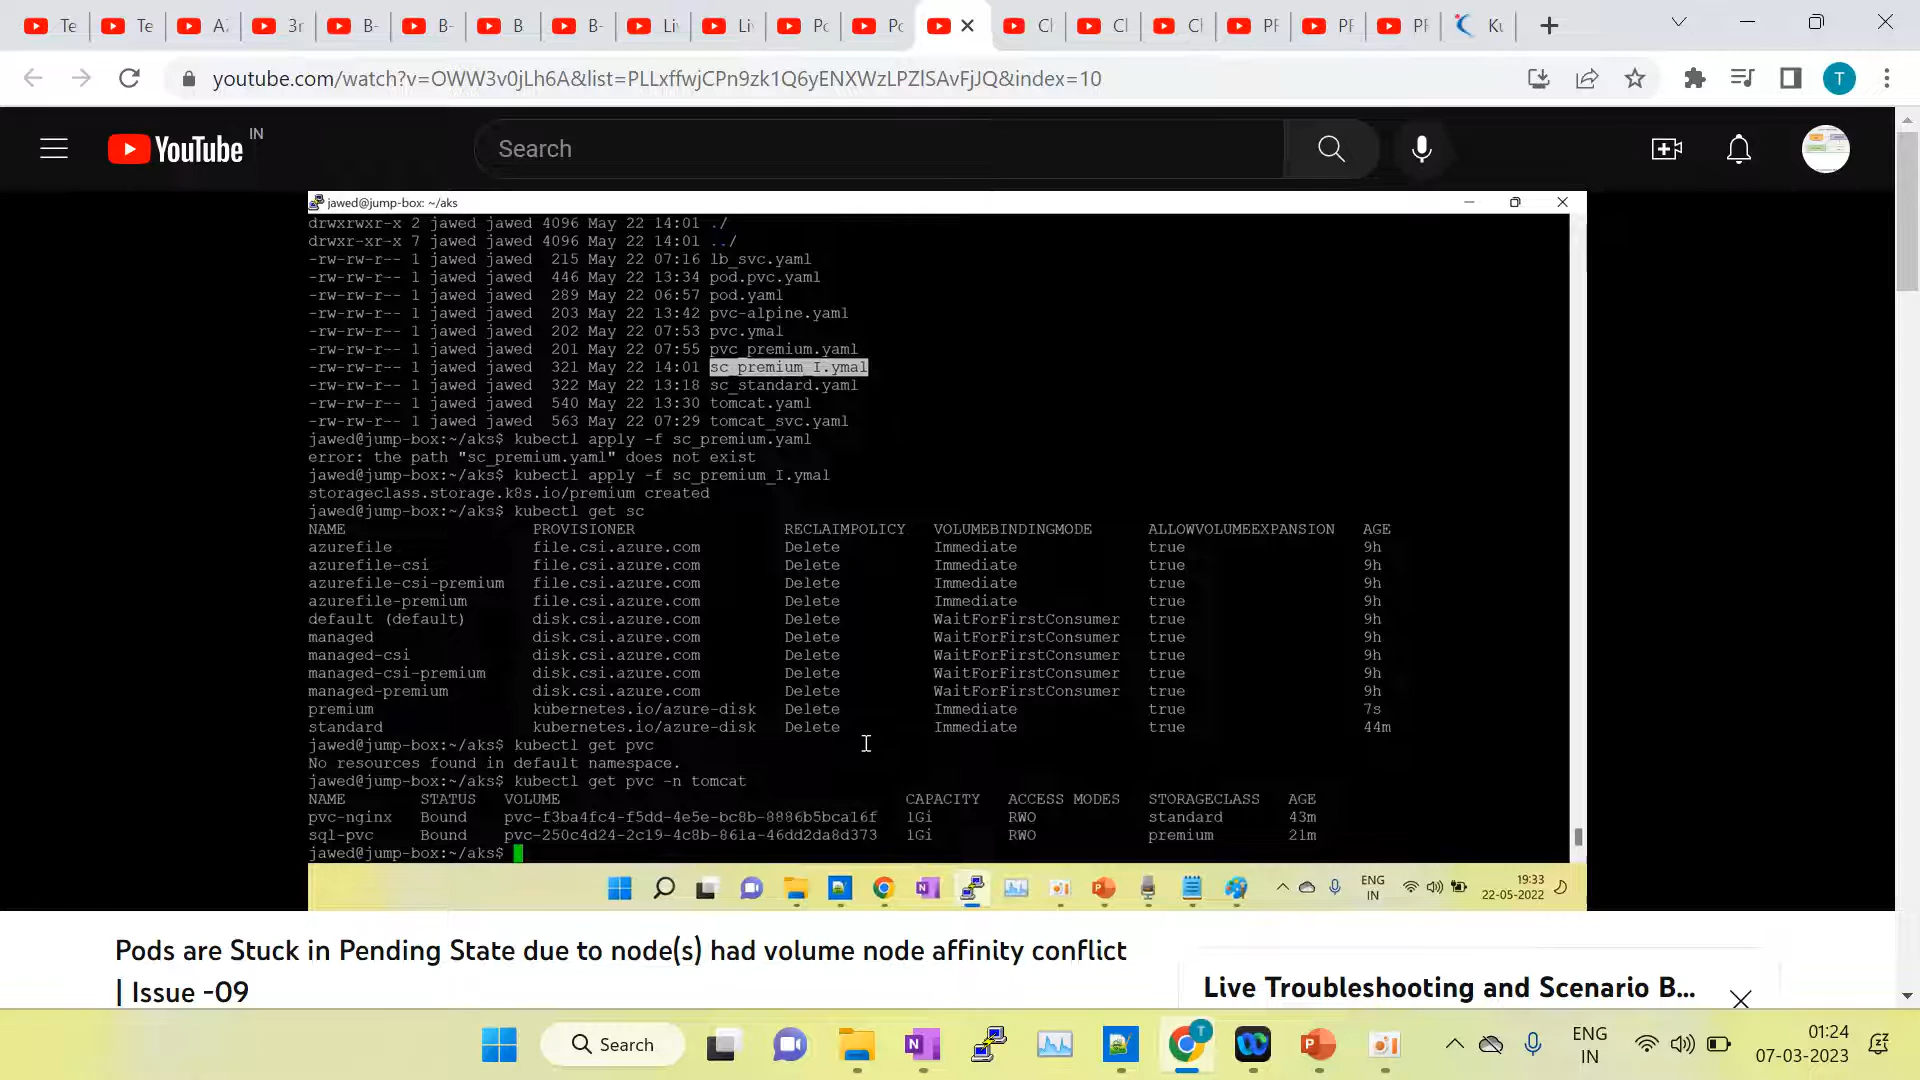 Te Te A 3r B- B- B B- Liv Liv Po Po Cl Cl Cl PF PF PF Ku
youtube.com/watch?v=OWW3v0jLh6A&list=PLLxffwjCPn9zk1Q6yENXWzLPZlSAvFjJQ&index=10
T
YouTube IN
Search
jawed@jump-box: ~/aks
drwxrwxr-x 2 jawed jawed 4096 May 22 14:01 ./
drwxr-xr-x 7 jawed jawed 4096 May 22 14:01 ../
-rw-rw-r-- 1 jawed jawed 215 May 22 07:16 lb_svc.yaml
-rw-rw-r-- 1 jawed jawed 446 May 22 13:34 pod.pvc.yaml
-rw-rw-r-- 1 jawed jawed 289 May 22 06:57 pod.yaml
-rw-rw-r-- 1 jawed jawed 203 May 22 13:42 pvc-alpine.yaml
-rw-rw-r-- 1 jawed jawed 202 May 22 07:53 pvc.ymal
-rw-rw-r-- 1 jawed jawed 201 May 22 07:55 pvc_premium.yaml
-rw-rw-r-- 1 jawed jawed 321 May 22 14:01 sc_premium_I.ymal
-rw-rw-r-- 1 jawed jawed 322 May 22 13:18 sc_standard.yaml
-rw-rw-r-- 1 jawed jawed 540 May 22 13:30 tomcat.yaml
-rw-rw-r-- 1 jawed jawed 563 May 22 07:29 tomcat_svc.yaml
jawed@jump-box:~/aks$ kubectl apply -f sc_premium.yaml
error: the path "sc_premium.yaml" does not exist
jawed@jump-box:~/aks$ kubectl apply -f sc_premium_I.ymal
storageclass.storage.k8s.io/premium created
jawed@jump-box:~/aks$ kubectl get sc
NAME PROVISIONER RECLAIMPOLICY VOLUMEBINDINGMODE ALLOWVOLUMEEXPANSION AGE
azurefile file.csi.azure.com Delete Immediate true 9h
azurefile-csi file.csi.azure.com Delete Immediate true 9h
azurefile-csi-premium file.csi.azure.com Delete Immediate true 9h
azurefile-premium file.csi.azure.com Delete Immediate true 9h
default (default) disk.csi.azure.com Delete WaitForFirstConsumer true 9h
managed disk.csi.azure.com Delete WaitForFirstConsumer true 9h
managed-csi disk.csi.azure.com Delete WaitForFirstConsumer true 9h
managed-csi-premium disk.csi.azure.com Delete WaitForFirstConsumer true 9h
managed-premium disk.csi.azure.com Delete WaitForFirstConsumer true 9h
premium kubernetes.io/azure-disk Delete Immediate true 7s
standard kubernetes.io/azure-disk Delete Immediate true 44m
jawed@jump-box:~/aks$ kubectl get pvc
No resources found in default namespace.
jawed@jump-box:~/aks$ kubectl get pvc -n tomcat
NAME STATUS VOLUME CAPACITY ACCESS MODES STORAGECLASS AGE
pvc-nginx Bound pvc-f3ba4fc4-f5dd-4e5e-bc8b-8886b5bca16f 1Gi RWO standard 43m
sql-pvc Bound pvc-250c4d24-2c19-4c8b-861a-46dd2da8d373 1Gi RWO premium 21m
jawed@jump-box:~/aks$
ENG 19:33
IN 22-05-2022
Pods are Stuck in Pending State due to node(s) had volume node affinity conflict
| Issue -09
Live Troubleshooting and Scenario B...
Search
ENG 01:24
IN 07-03-2023